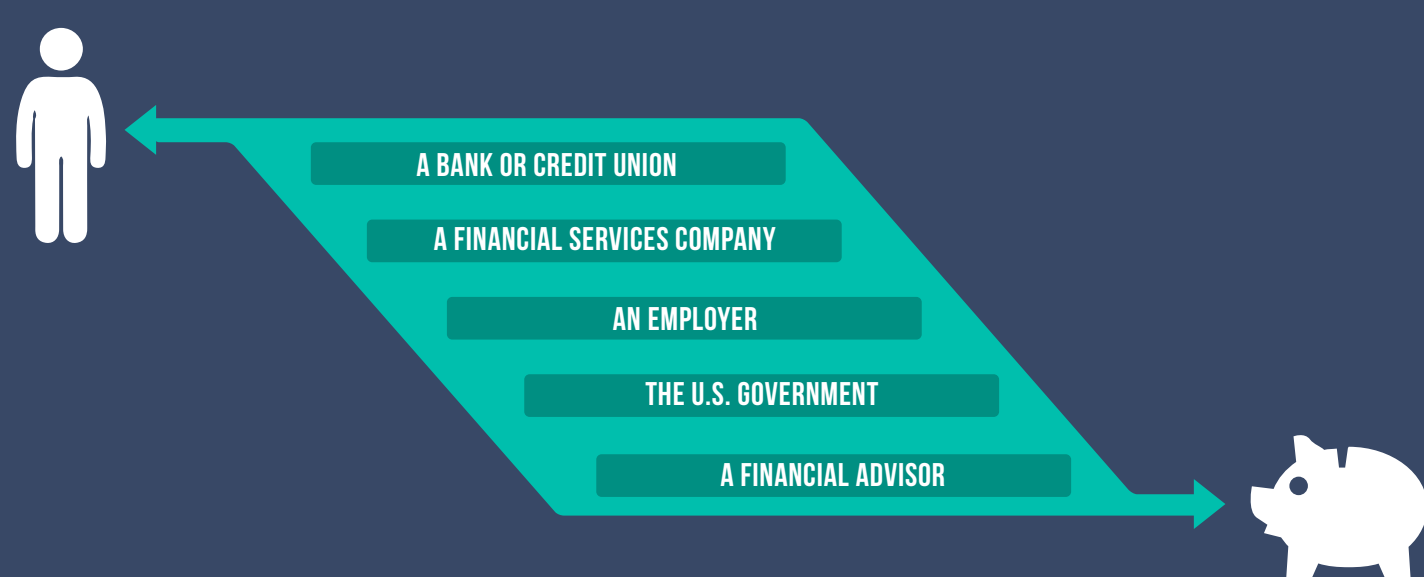 A BANK OR CREDIT UNION
A FINANCIAL SERVICES COMPANY
AN EMPLOYER
THE U.S. GOVERNMENT
A FINANCIAL ADVISOR